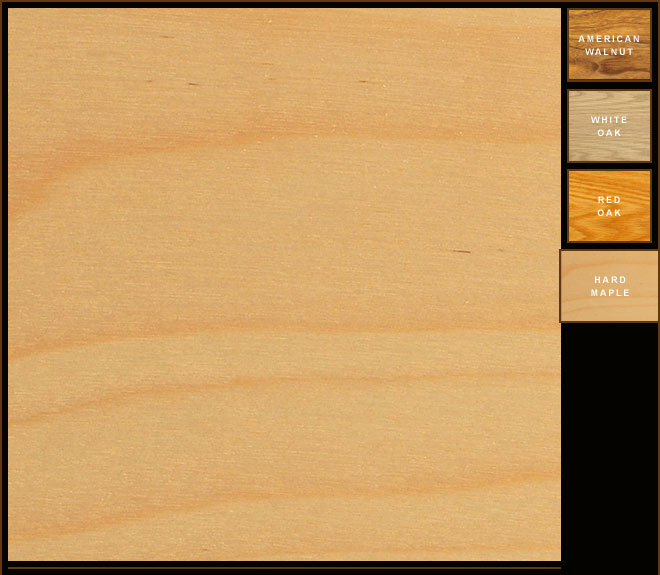 AMERICAN
WALNUT
WHITE
OAK
RED
OAK
HARD
MAPLE